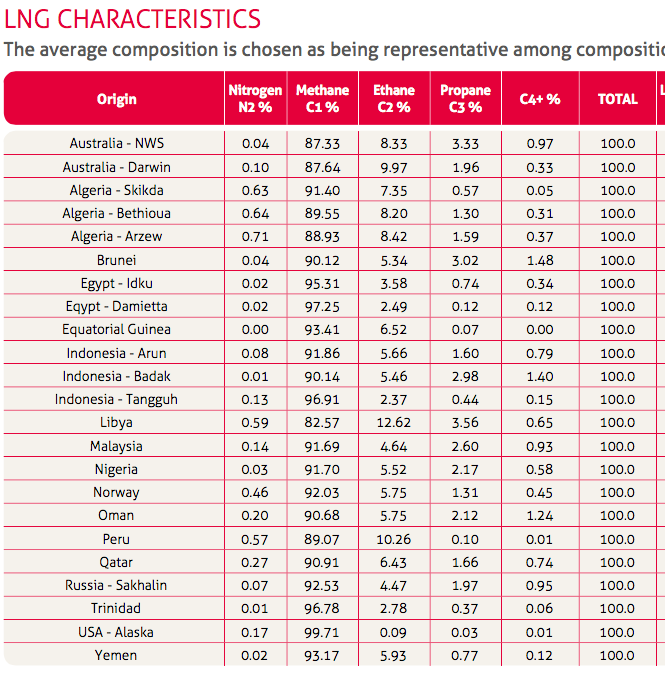 LNG CHARACTERISTICS
The average composition is chosen as being representative among
Origin Nitrogen N2 % Methane C1 % Ethane C2 % Propane C3 % C4+ % TOTAL
Australia - NWS 0.04 87.33 8.33 3.33 0.97 100.0
Australia - Darwin 0.10 87.64 9.97 1.96 0.33 100.0
Algeria - Skikda 0.63 91.40 7.35 0.57 0.05 100.0
Algeria - Bethioua 0.64 89.55 8.20 1.30 0.31 100.0
Algeria - Arzew 0.71 88.93 8.42 1.59 0.37 100.0
Brunei 0.04 90.12 5.34 3.02 1.48 100.0
Egypt - Idku 0.02 95.31 3.58 0.74 0.34 100.0
Eqypt - Damietta 0.02 97.25 2.49 0.12 0.12 100.0
Equatorial Guinea 0.00 93.41 6.52 0.07 0.00 100.0
Indonesia - Arun 0.08 91.86 5.66 1.60 0.79 100.0
Indonesia - Badak 0.01 90.14 5.46 2.98 1.40 100.0
Indonesia - Tangguh 0.13 96.91 2.37 0.44 0.15 100.0
Libya 0.59 82.57 12.62 3.56 0.65 100.0
Malaysia 0.14 91.69 4.64 2.60 0.93 100.0
Nigeria 0.03 91.70 5.52 2.17 0.58 100.0
Norway 0.46 92.03 5.75 1.31 0.45 100.0
Oman 0.20 90.68 5.75 2.12 1.24 100.0
Peru 0.57 89.07 10.26 0.10 0.01 100.0
Qatar 0.27 90.91 6.43 1.66 0.74 100.0
Russia - Sakhalin 0.07 92.53 4.47 1.97 0.95 100.0
Trinidad 0.01 96.78 2.78 0.37 0.06 100.0
USA - Alaska 0.17 99.71 0.09 0.03 0.01 100.0
Yemen 0.02 93.17 5.93 0.77 0.12 100.0